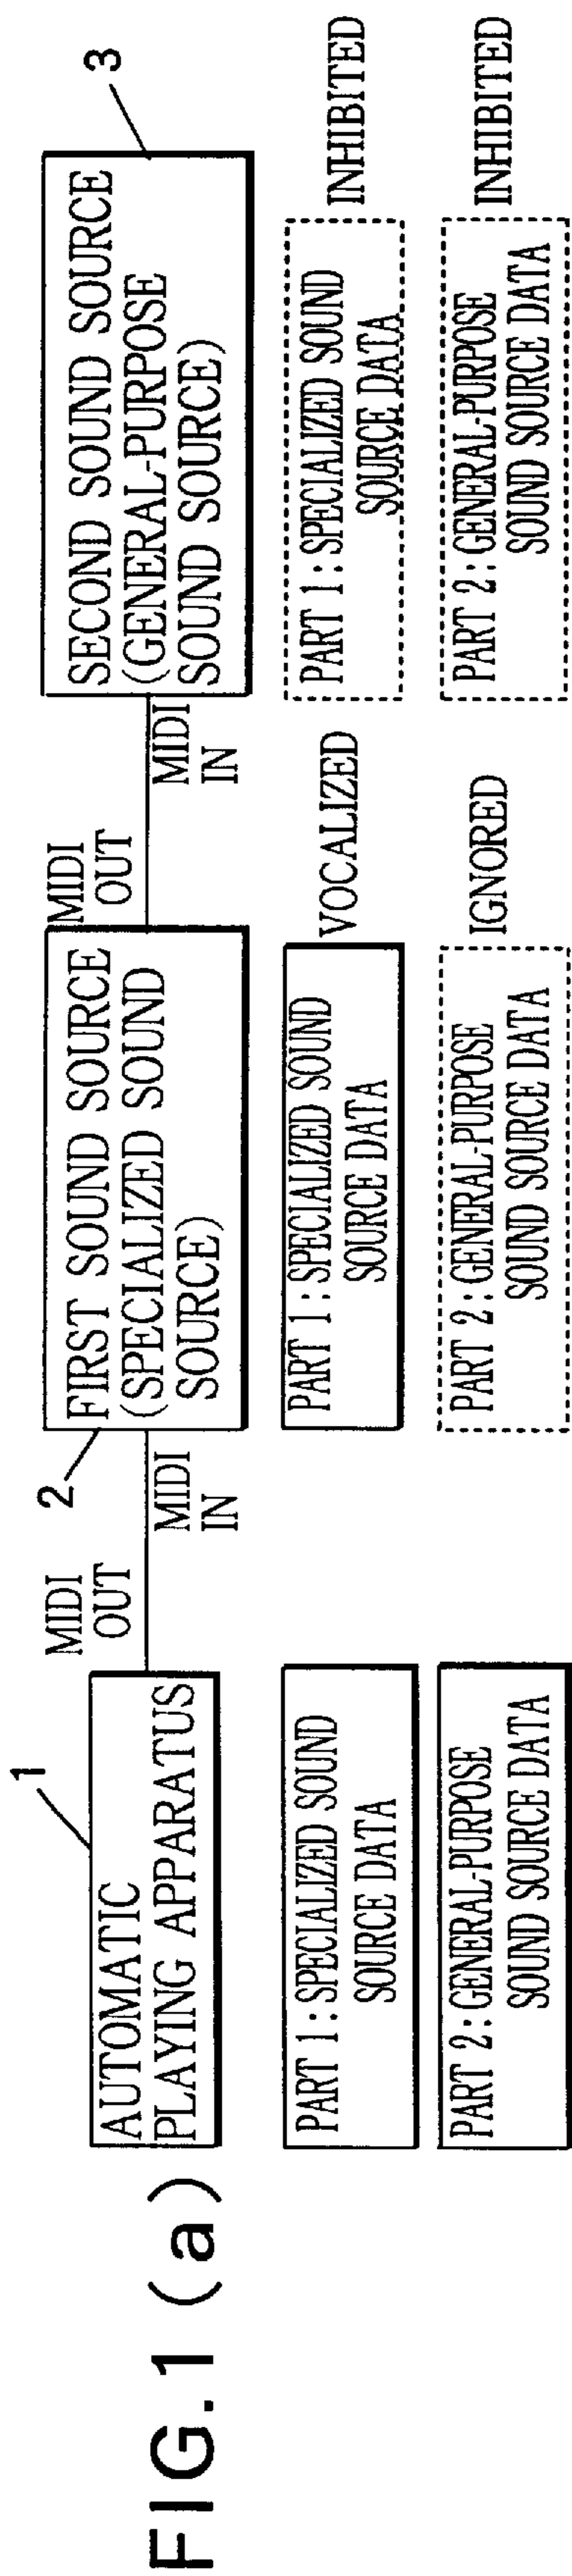 FIG.1 (a)
1
AUTOMATIC
PLAYING APPARATUS
MIDI
OUT
MIDI
IN
2
FIRST SOUND SOURCE
(SPECIALIZED SOUND
SOURCE)
MIDI
OUT
MIDI
IN
3
SECOND SOUND SOURCE
(GENERAL-PURPOSE
SOUND SOURCE)
PART 1:SPECIALIZED SOUND
SOURCE DATA
PART 1:SPECIALIZED SOUND
SOURCE DATA
VOCALIZED
PART 1:SPECIALIZED SOUND
SOURCE DATA
INHIBITED
PART 2:GENERAL-PURPOSE
SOUND SOURCE DATA
PART 2:GENERAL-PURPOSE
SOUND SOURCE DATA
IGNORED
PART 2:GENERAL-PURPOSE
SOUND SOURCE DATA
INHIBITED